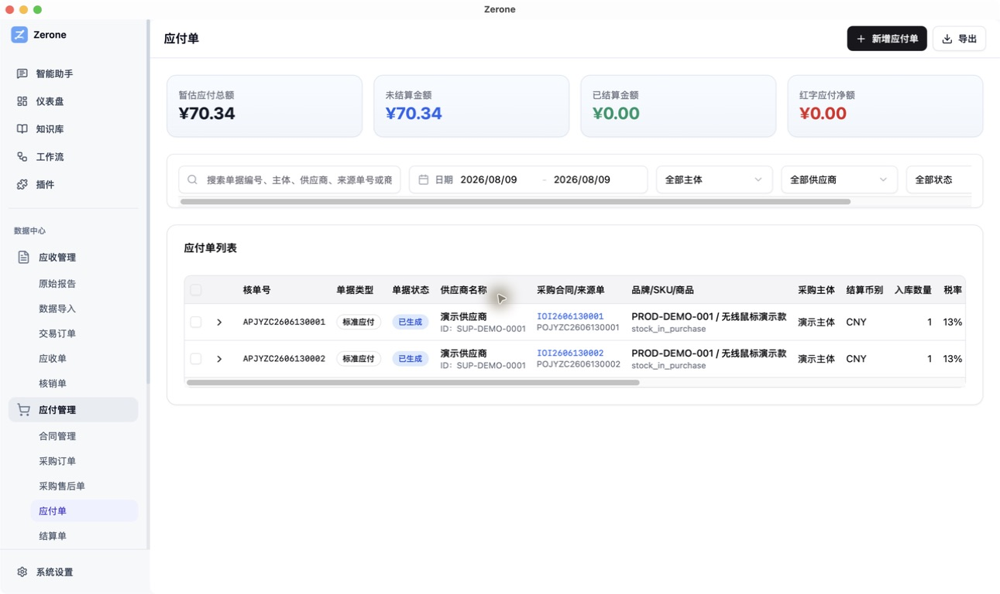 Zerone
Zerone
智能助手
仪表盘
知识库
工作流
插件
数据中心
应收管理
原始报告
数据导入
交易订单
应收单
核销单
应付管理
合同管理
采购订单
采购售后单
应付单
结算单
系统设置
应付单
新增应付单
导出
暂估应付总额
¥70.34
未结算金额
¥70.34
已结算金额
¥0.00
红字应付净额
¥0.00
搜索单据编号、主体、供应商、来源单号或商
日期 2026/08/09 - 2026/08/09
全部主体
全部供应商
全部状态
应付单列表
核单号 单据类型 单据状态 供应商名称 采购合同/来源单 品牌/SKU/商品 采购主体 结算币别 入库数量 税率
APJYZC2606130001 标准应付 已生成 演示供应商 IOI2606130001 PROD-DEMO-001 / 无线鼠标演示款 演示主体 CNY 1 13%
ID: SUP-DEMO-0001 POJYZC2606130001 stock_in_purchase
APJYZC2606130002 标准应付 已生成 演示供应商 IOI2606130002 PROD-DEMO-001 / 无线鼠标演示款 演示主体 CNY 1 13%
ID: SUP-DEMO-0001 POJYZC2606130002 stock_in_purchase